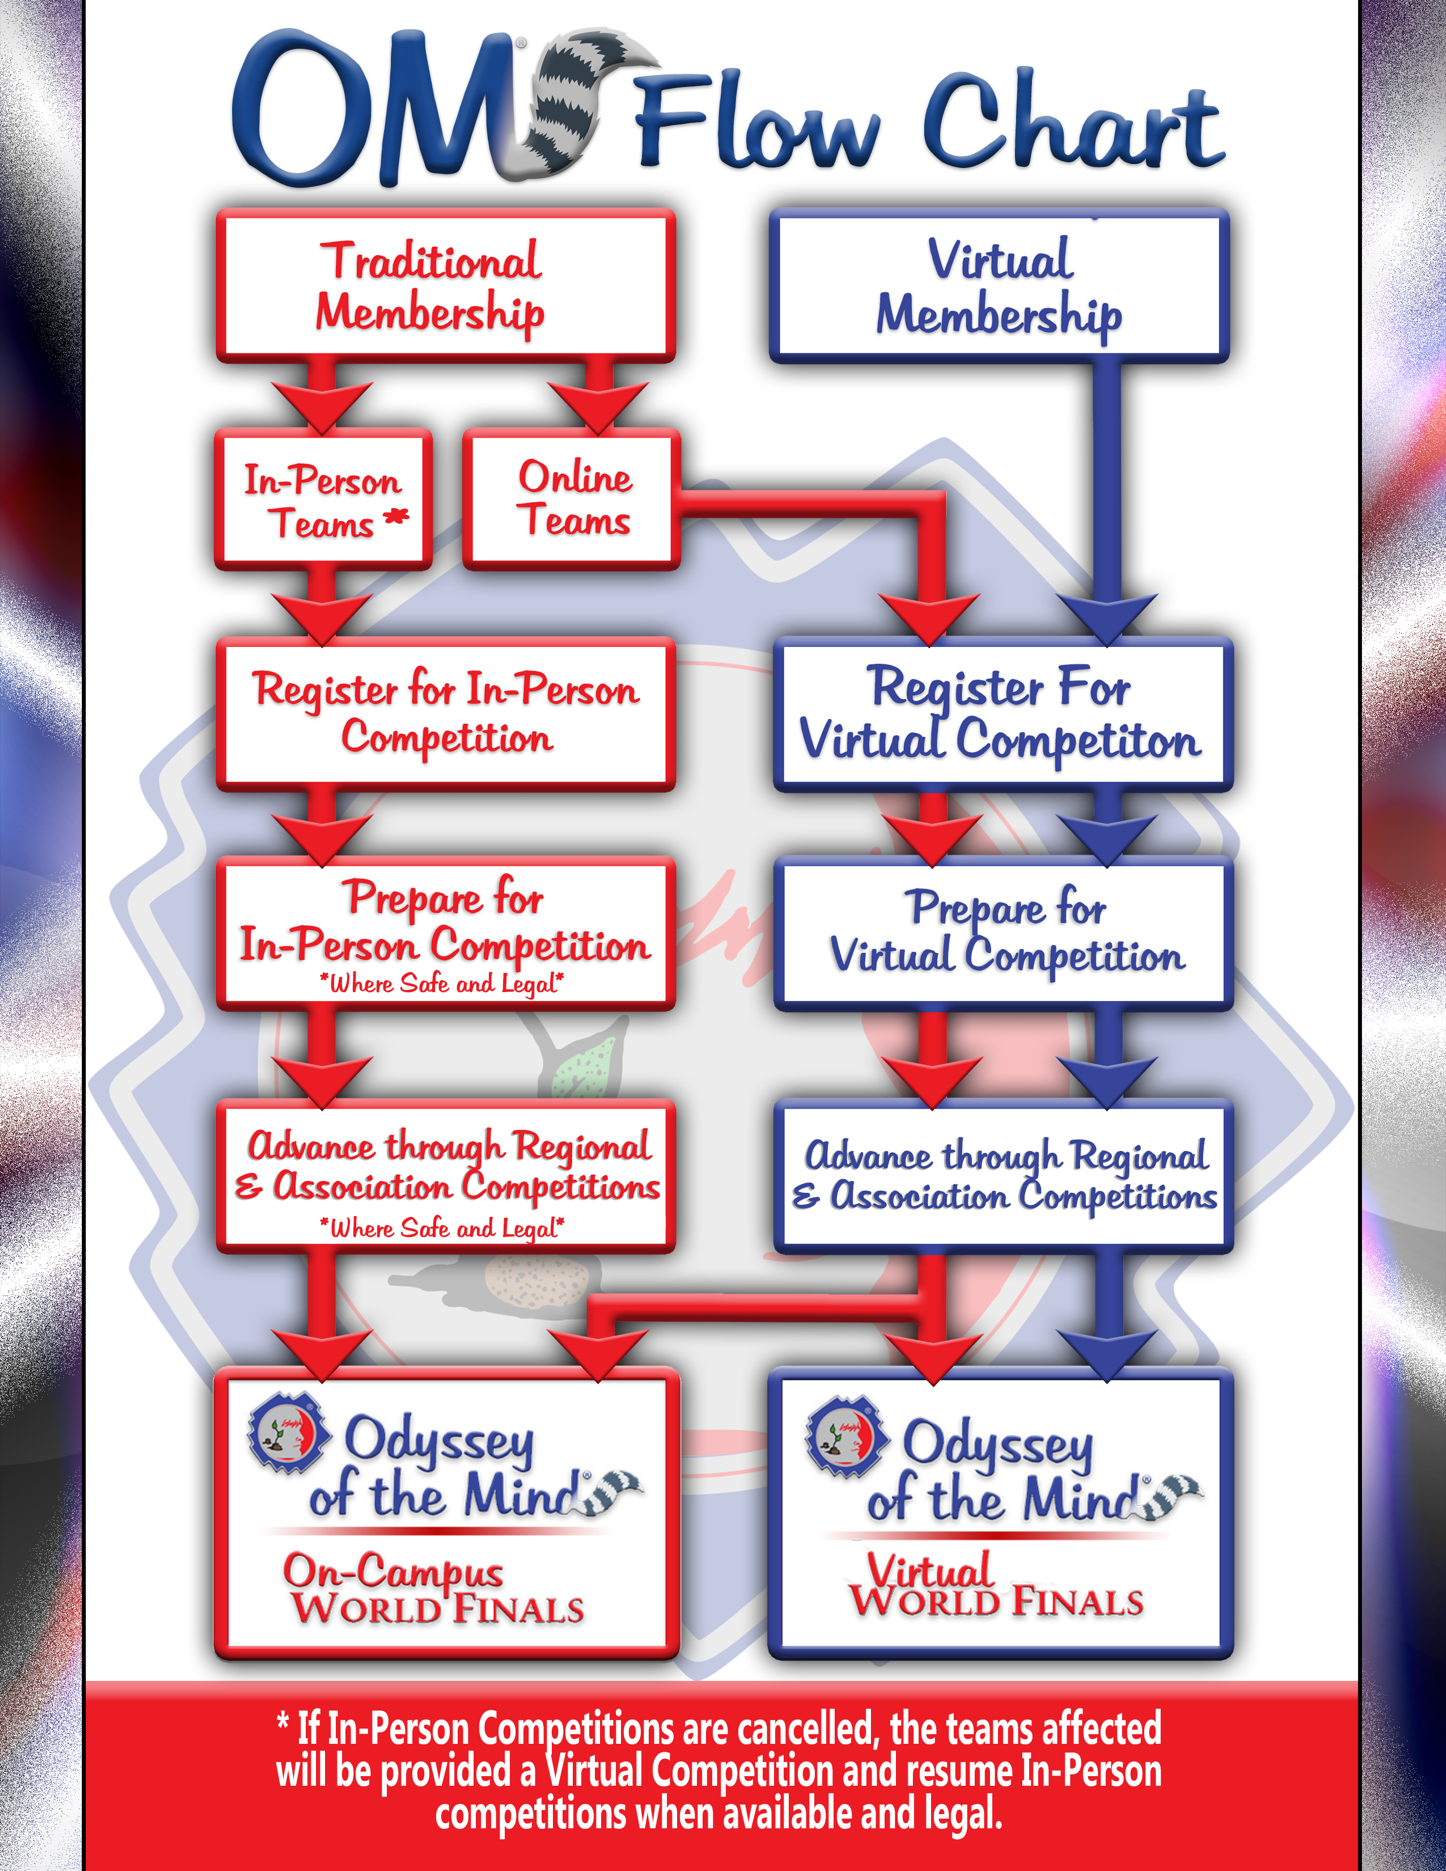 OM® Flow Chart
Traditional
Membership
Virtual
Membership
In-Person
Teams *
Online
Teams
Register for In-Person
Competition
Register For
Virtual Competiton
Prepare for
In-Person Competition
*Where Safe and Legal*
Prepare for
Virtual Competition
Advance through Regional
& Association Competitions
*Where Safe and Legal*
Advance through Regional
& Association Competitions
Odyssey
of the Mind®
On-Campus
WORLD FINALS
Odyssey
of the Mind®
Virtual
WORLD FINALS
* If In-Person Competitions are cancelled, the teams affected
will be provided a Virtual Competition and resume In-Person
competitions when available and legal.